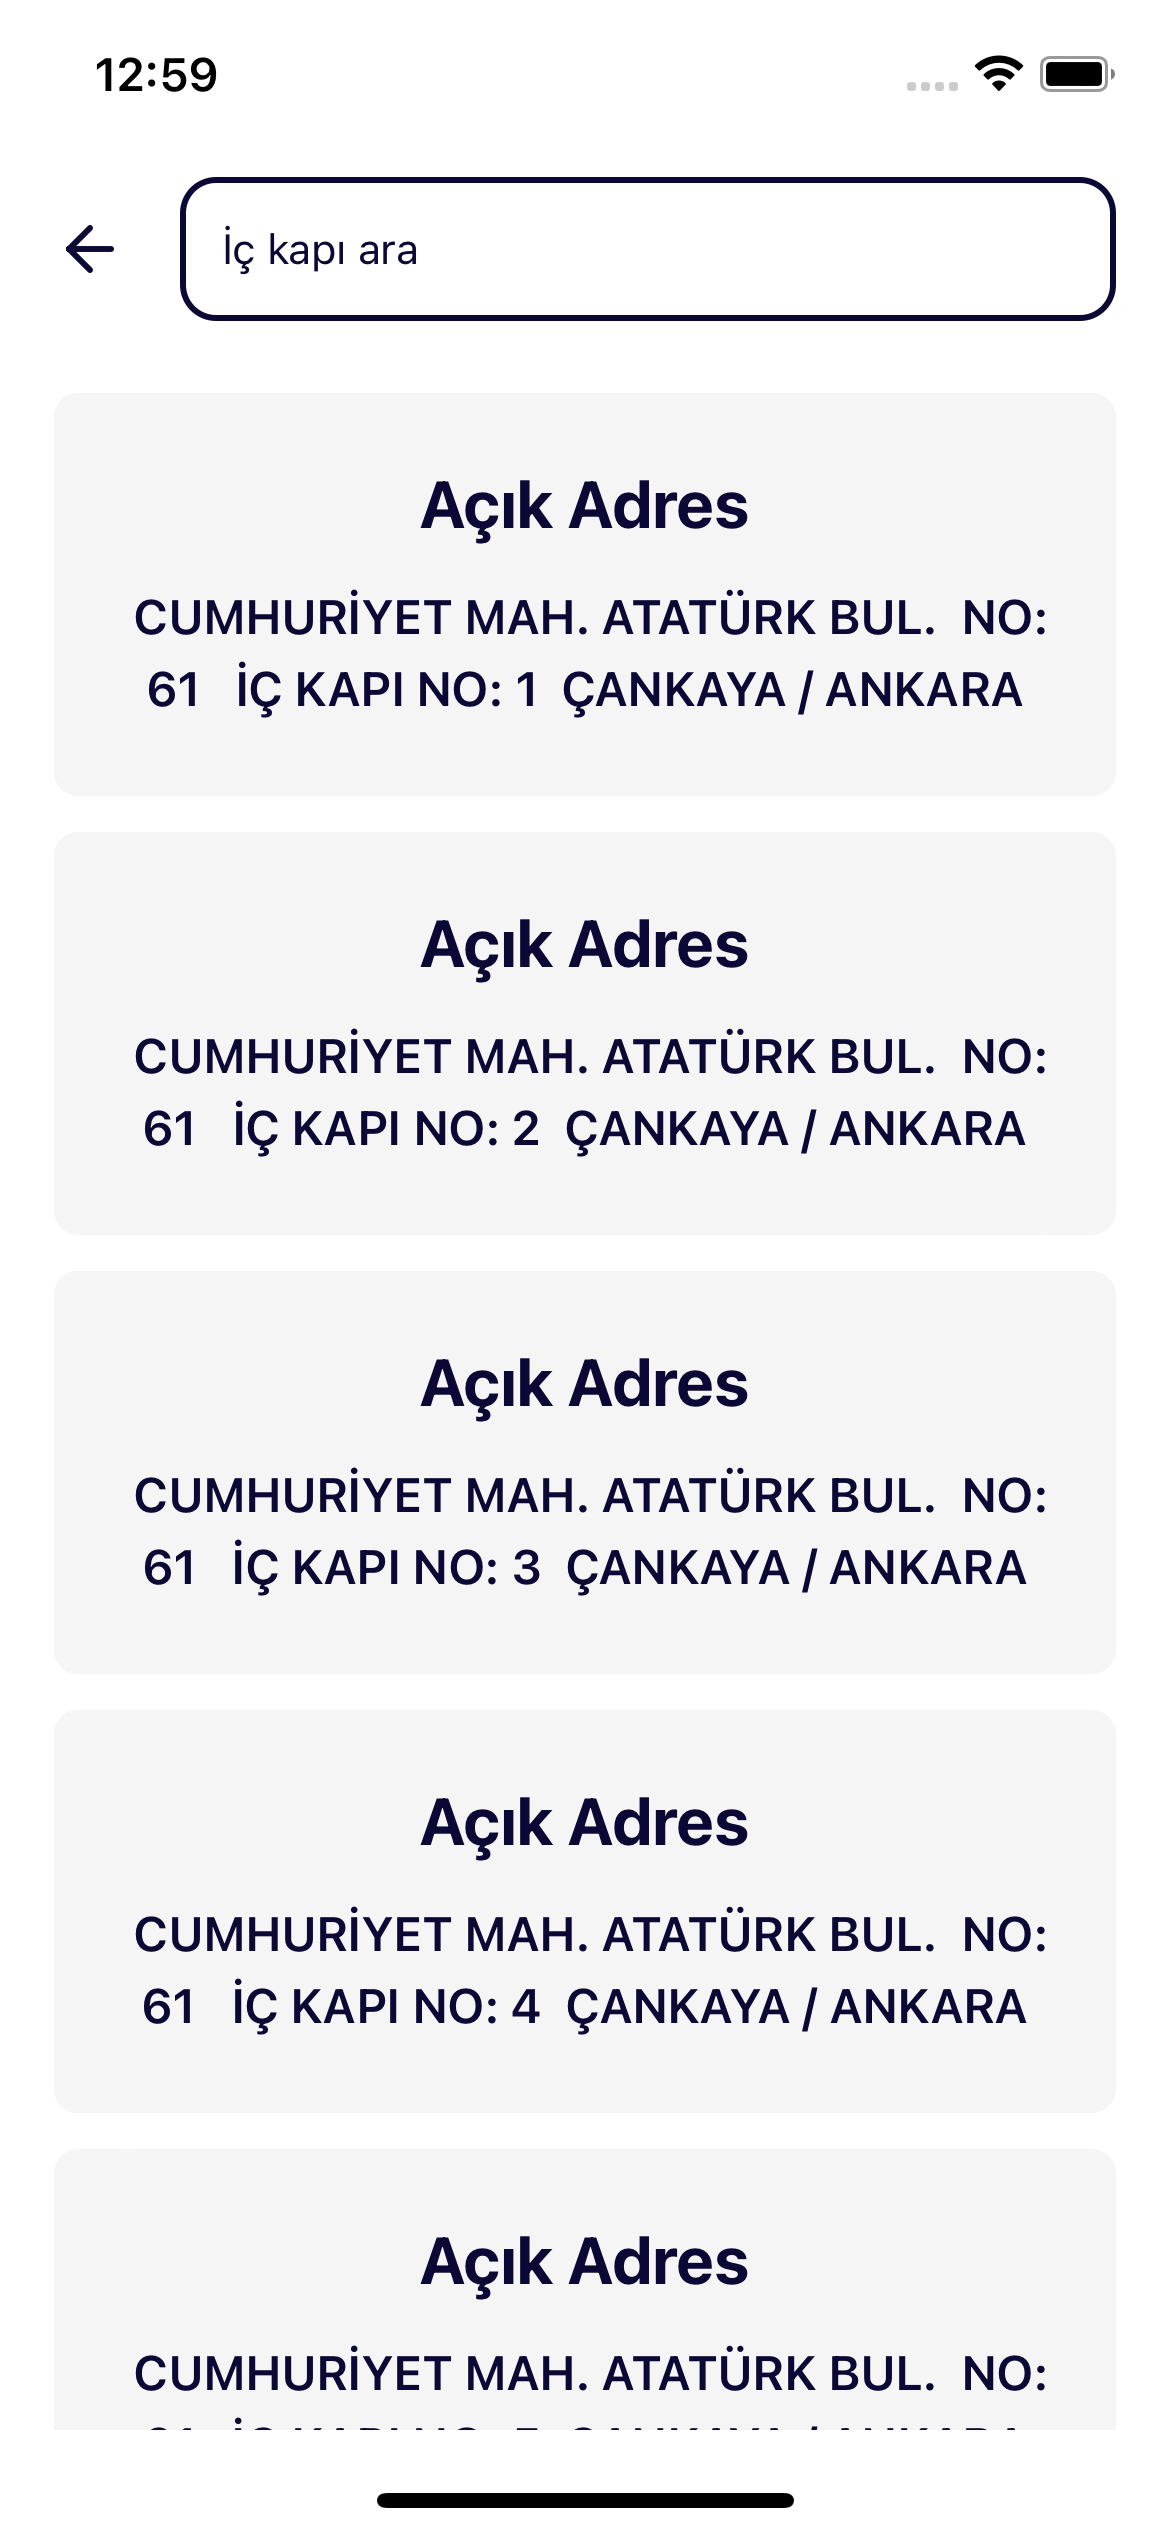 12:59
İç kapı ara
Açık Adres
CUMHURİYET MAH. ATATÜRK BUL.  NO:
61   İÇ KAPI NO: 1  ÇANKAYA / ANKARA
Açık Adres
CUMHURİYET MAH. ATATÜRK BUL.  NO:
61   İÇ KAPI NO: 2  ÇANKAYA / ANKARA
Açık Adres
CUMHURİYET MAH. ATATÜRK BUL.  NO:
61   İÇ KAPI NO: 3  ÇANKAYA / ANKARA
Açık Adres
CUMHURİYET MAH. ATATÜRK BUL.  NO:
61   İÇ KAPI NO: 4  ÇANKAYA / ANKARA
Açık Adres
CUMHURİYET MAH. ATATÜRK BUL.  NO: